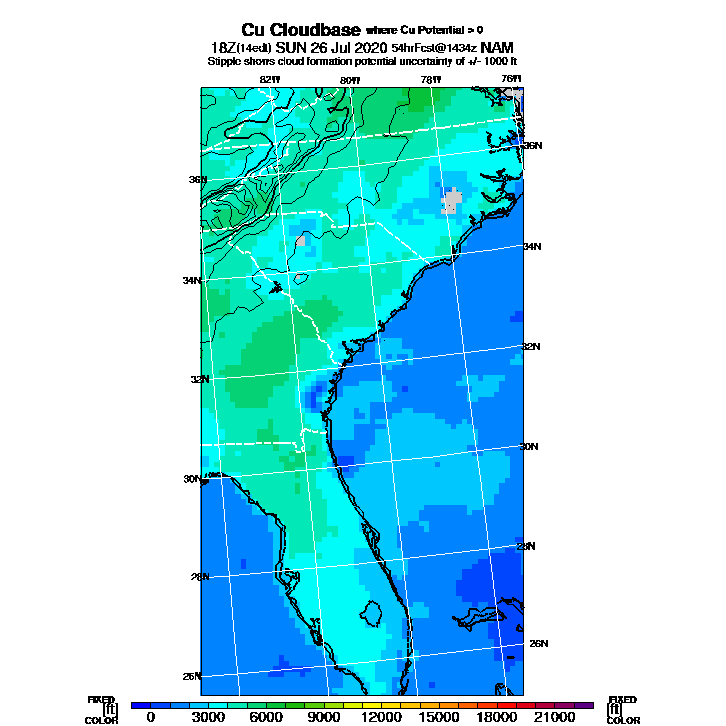 Cu Cloudbase where Cu Potential > 0
18Z(14edt) SUN 26 Jul 2020 54hrFcst@1434z NAM
Stipple shows cloud formation potential uncertainty of +/- 1000 ft
82W 80W 78W 76W
36N
36N
34N
34N
32N
32N
30N
30N
28N
28N
26N
26N
FIXED FIXED
[ft] [ft]
COLOR COLOR
0 3000 6000 9000 12000 15000 18000 21000